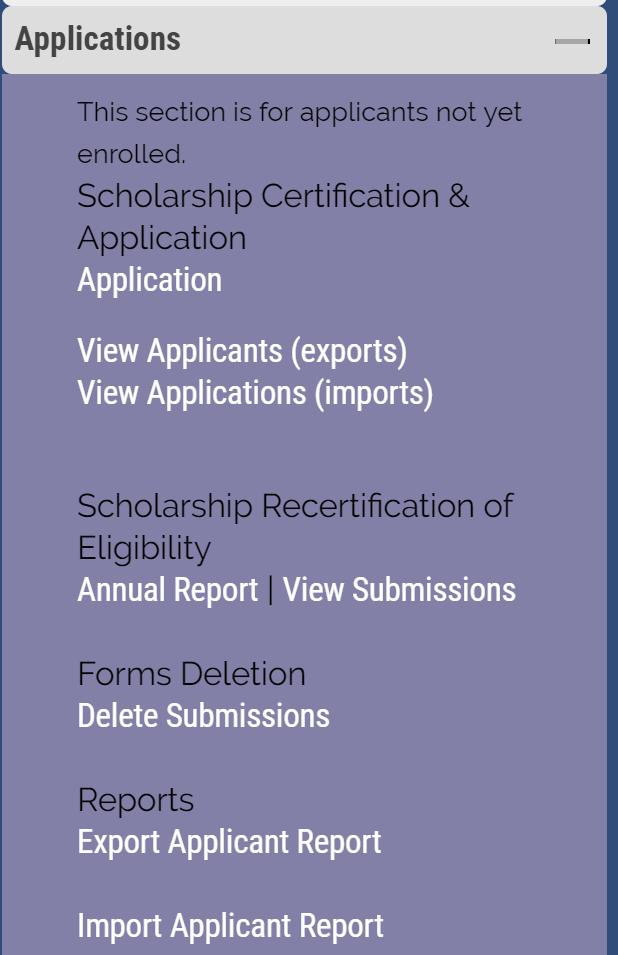 Applications
This section is for applicants not yet
enrolled.
Scholarship Certification &
Application
Application
View Applicants (exports)
View Applications (imports)
Scholarship Recertification of
Eligibility
Annual Report | View Submissions
Forms Deletion
Delete Submissions
Reports
Export Applicant Report
Import Applicant Report